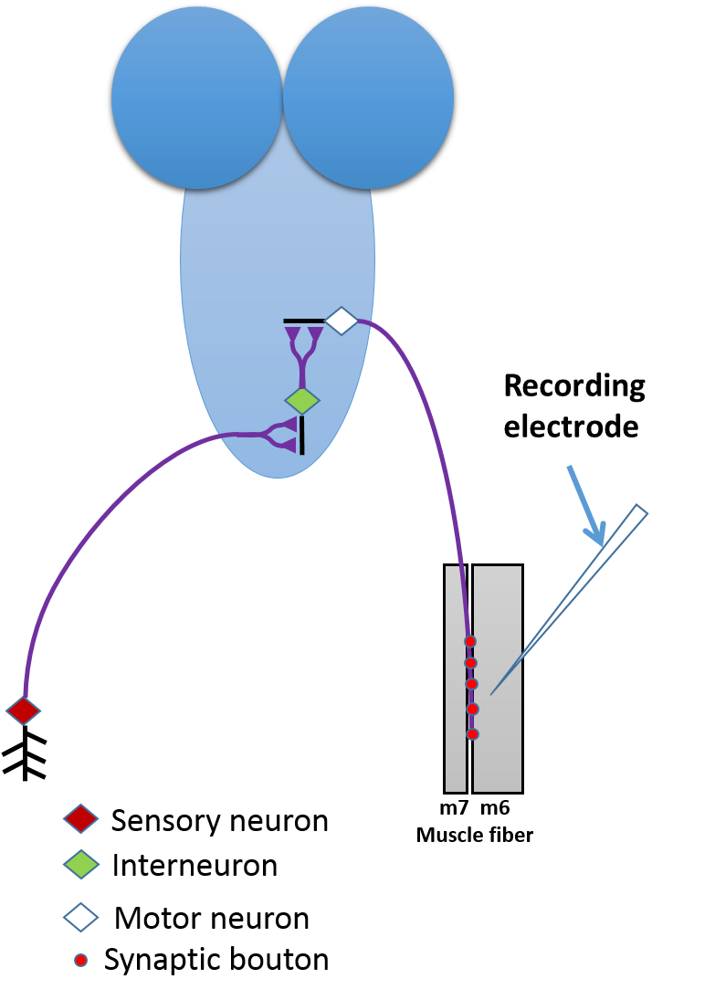 Recording
electrode
m7 m6
Muscle fiber
Sensory neuron
Interneuron
Motor neuron
Synaptic bouton